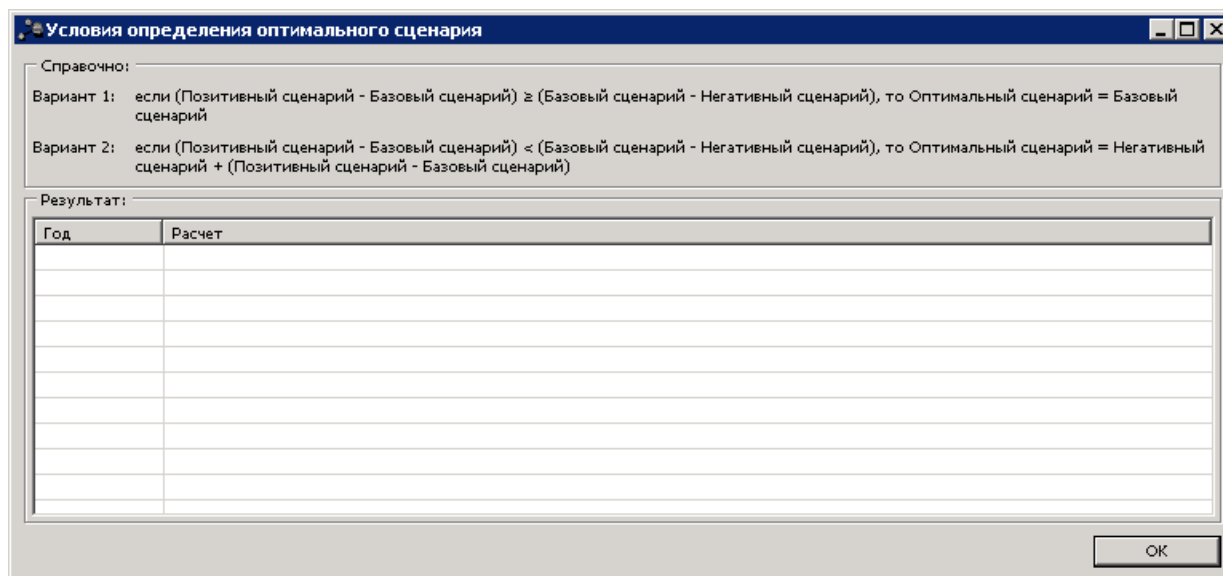 Условия определения оптимального сценария
Справочно:
Вариант 1: если (Позитивный сценарий - Базовый сценарий) ≥ (Базовый сценарий - Негативный сценарий), то Оптимальный сценарий = Базовый
сценарий
Вариант 2: если (Позитивный сценарий - Базовый сценарий) < (Базовый сценарий - Негативный сценарий), то Оптимальный сценарий = Негативный
сценарий + (Позитивный сценарий - Базовый сценарий)
Результат:
Год Расчет
ОК